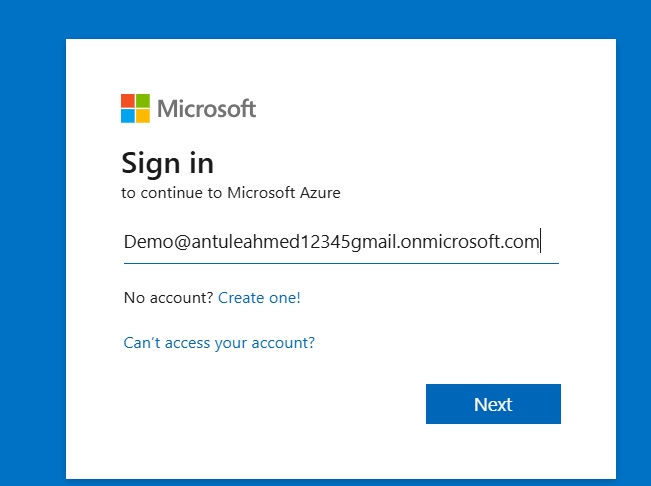 Microsoft
Sign in
to continue to Microsoft Azure
Demo@antuleahmed12345gmail.onmicrosoft.com
No account? Create one!
Can’t access your account?
Next